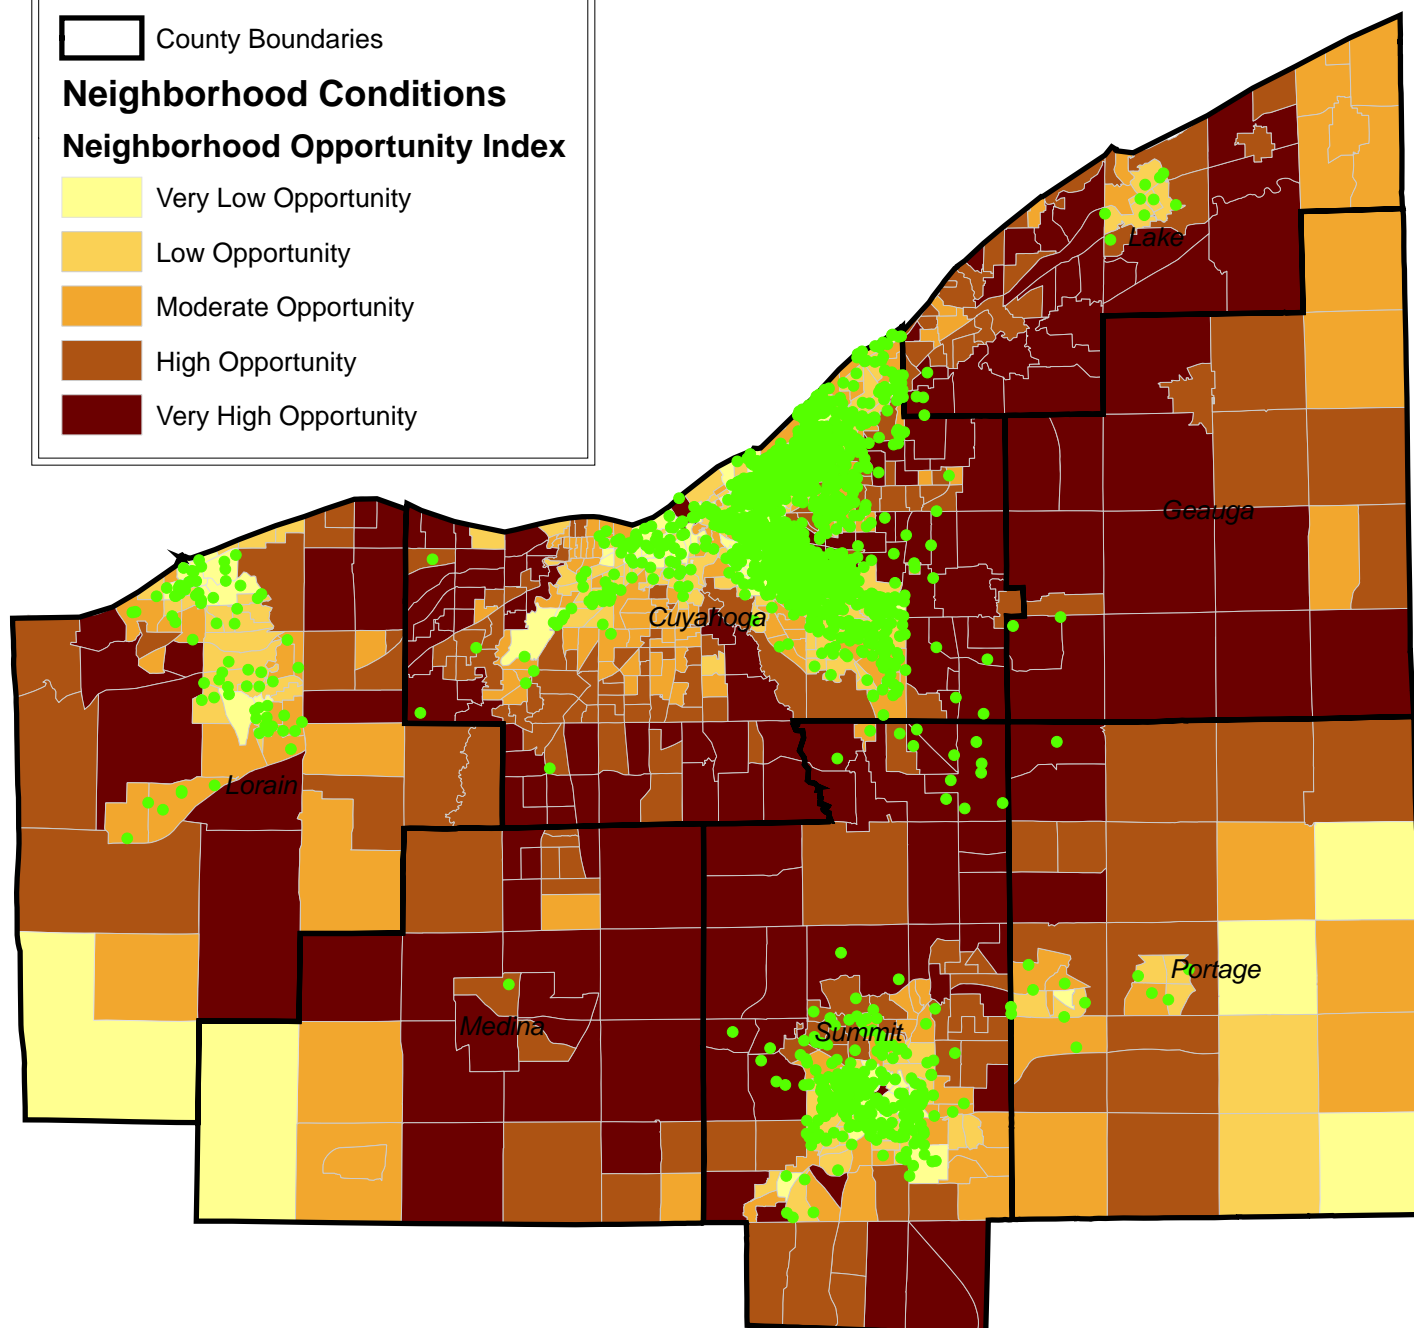 County Boundaries
Neighborhood Conditions
Neighborhood Opportunity Index
Very Low Opportunity
Low Opportunity
Moderate Opportunity
High Opportunity
Very High Opportunity
Lake
Geauga
Cuyahoga
Lorain
Portage
Medina
Summit